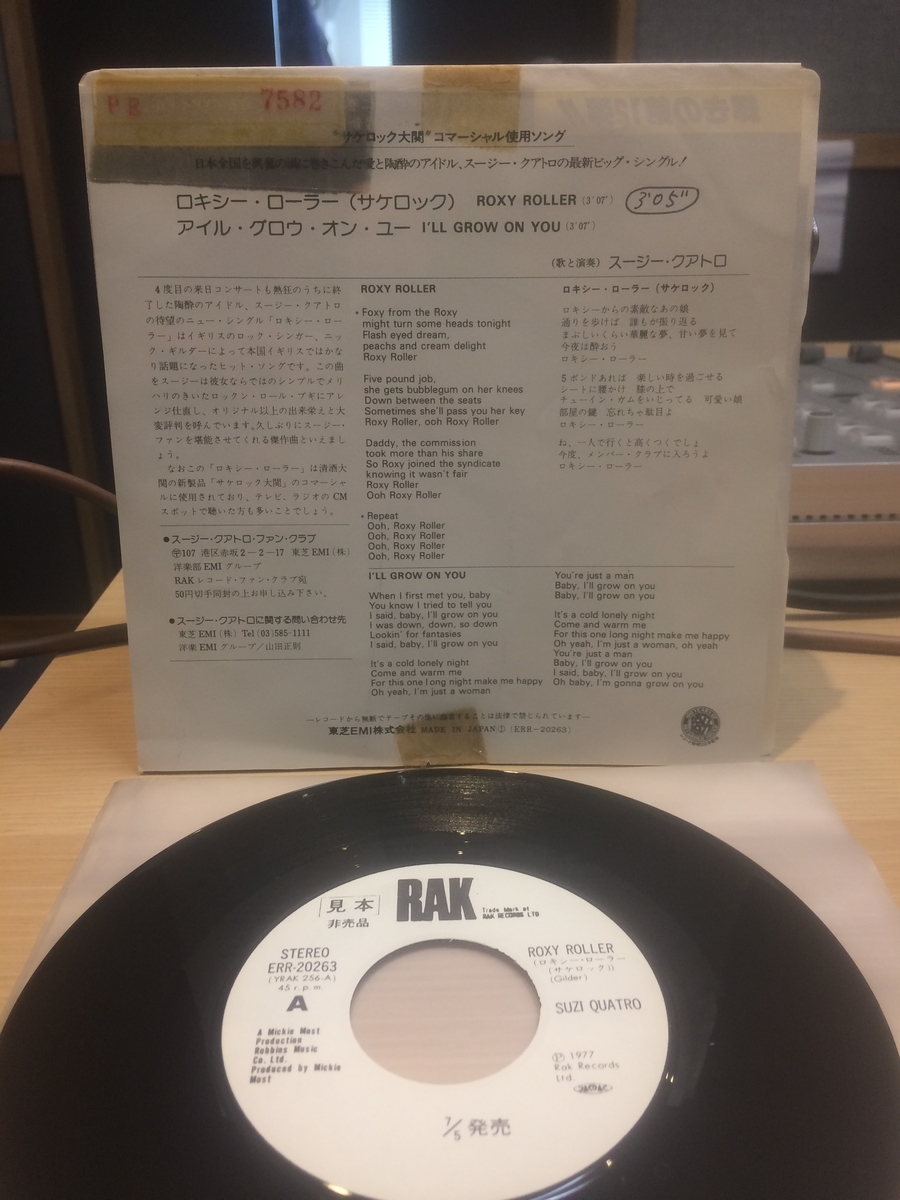 PR 7582
"サケロック大関"コマーシャル使用ソング
日本全国を
きこんだ愛と陶酔のアイドル、スージー・クアトロの最新ビッグ・シングル!
ロキシー・ローラー（サケロック） ROXY ROLLER (3'07") 3'05"
アイル・グロウ・オン・ユー I'LL GROW ON YOU (3'07")
（歌と演奏）スージー・クアトロ
4度目の来日コンサートも熱狂のうちに終
了した陶酔のアイドル、スージー・クアトロ
の待望のニュー・シングル「ロキシー・ロー
ラー」はイギリスのロック・シンガー、ニッ
ク・ギルダーによって本国イギリスではかな
り話題になったヒット・ソングです。この曲
をスージーは彼女ならではのシンプルでメリ
ハリのきいたロックン・ロール・ブギにアレ
ンジ仕直し、オリジナル以上の出来栄えと大
変評判を呼んでいます。久しぶりにスージー・
ファンを堪能させてくれる傑作曲といえまし
ょう。
なおこの「ロキシー・ローラー」は清酒大
関の新製品「サケロック大関」のコマーシャ
ルに使用されており、テレビ、ラジオのCM
スポットで聴いた方も多いことでしょう。
●スージー・クアトロ・ファン・クラブ
〒107 港区赤坂2―2―17 東芝EMI（株）
洋楽部EMIグループ
RAKレコード・ファン・クラブ宛
50円切手同封の上お申し込み下さい。
●スージー・クアトロに関する問い合わせ先
東芝EMI（株） Tel(03)585-1111
洋楽EMIグループ／山田正則
ROXY ROLLER
* Foxy from the Roxy
might turn some heads tonight
Flash eyed dream,
peachs and cream delight
Roxy Roller
Five pound job,
she gets bubblegum on her knees
Down between the seats
Sometimes she'll pass you her key
Roxy Roller, ooh Roxy Roller
Daddy, the commission
took more than his share
So Roxy joined the syndicate
knowing it wasn't fair
Roxy Roller
Ooh Roxy Roller
* Repeat
Ooh, Roxy Roller
Ooh, Roxy Roller
Ooh, Roxy Roller
Ooh, Roxy Roller
ロキシー・ローラー（サケロック）
ロキシーからの素敵なあの娘
通りを歩けば 誰もが振り返る
まぶしいくらい華麗な夢、甘い夢を見て
今夜は酔おう
ロキシー・ローラー
5ポンドあれば 楽しい時を過ごせる
シートに腰かけ 膝の上で
チューイン・ガムをいじってる 可愛い娘
部屋の鍵 忘れちゃ駄目よ
ロキシー・ローラー
ね、一人で行くと高くつくでしょ
今度、メンバー・クラブに入ろうよ
ロキシー・ローラー
I'LL GROW ON YOU
When I first met you, baby
You know I tried to tell you
I said, baby, I'll grow on you
I was down, down, so down
Lookin' for fantasies
I said, baby, I'll grow on you
It's a cold lonely night
Come and warm me
For this one long night make me happy
Oh yeah, I'm just a woman
You're just a man
Baby, I'll grow on you
Baby, I'll grow on you
It's a cold lonely night
Come and warm me
For this one long night make me happy
Oh yeah, I'm just a woman, oh yeah
You're just a man
Baby, I'll grow on you
I said, baby, I'll grow on you
Oh baby, I'm gonna grow on you
―レコードから無断でテープその他に録音することは法律で禁じられています―
東芝EMI株式会社 MADE IN JAPAN Ⓣ (ERR-20263)
見本
非売品
RAK
Trade Mark of
RAK RECORDS LTD
STEREO
ERR-20263
(YRAK 256-A)
45 r.p.m.
A
A Mickie Most
Production
Robbins Music
Co. Ltd.
Produced by Mickie
Most
ROXY ROLLER
(ロキシー・ローラー
(サケロック))
(Gilder)
SUZI QUATRO
Ⓟ 1977
Rak Records
Ltd.
7/5 発売